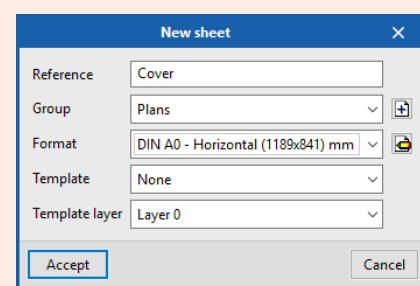 New sheet
Reference Cover
Group Plans
Format DIN A0 - Horizontal (1189x841) mm
Template None
Template layer Layer 0
Accept Cancel